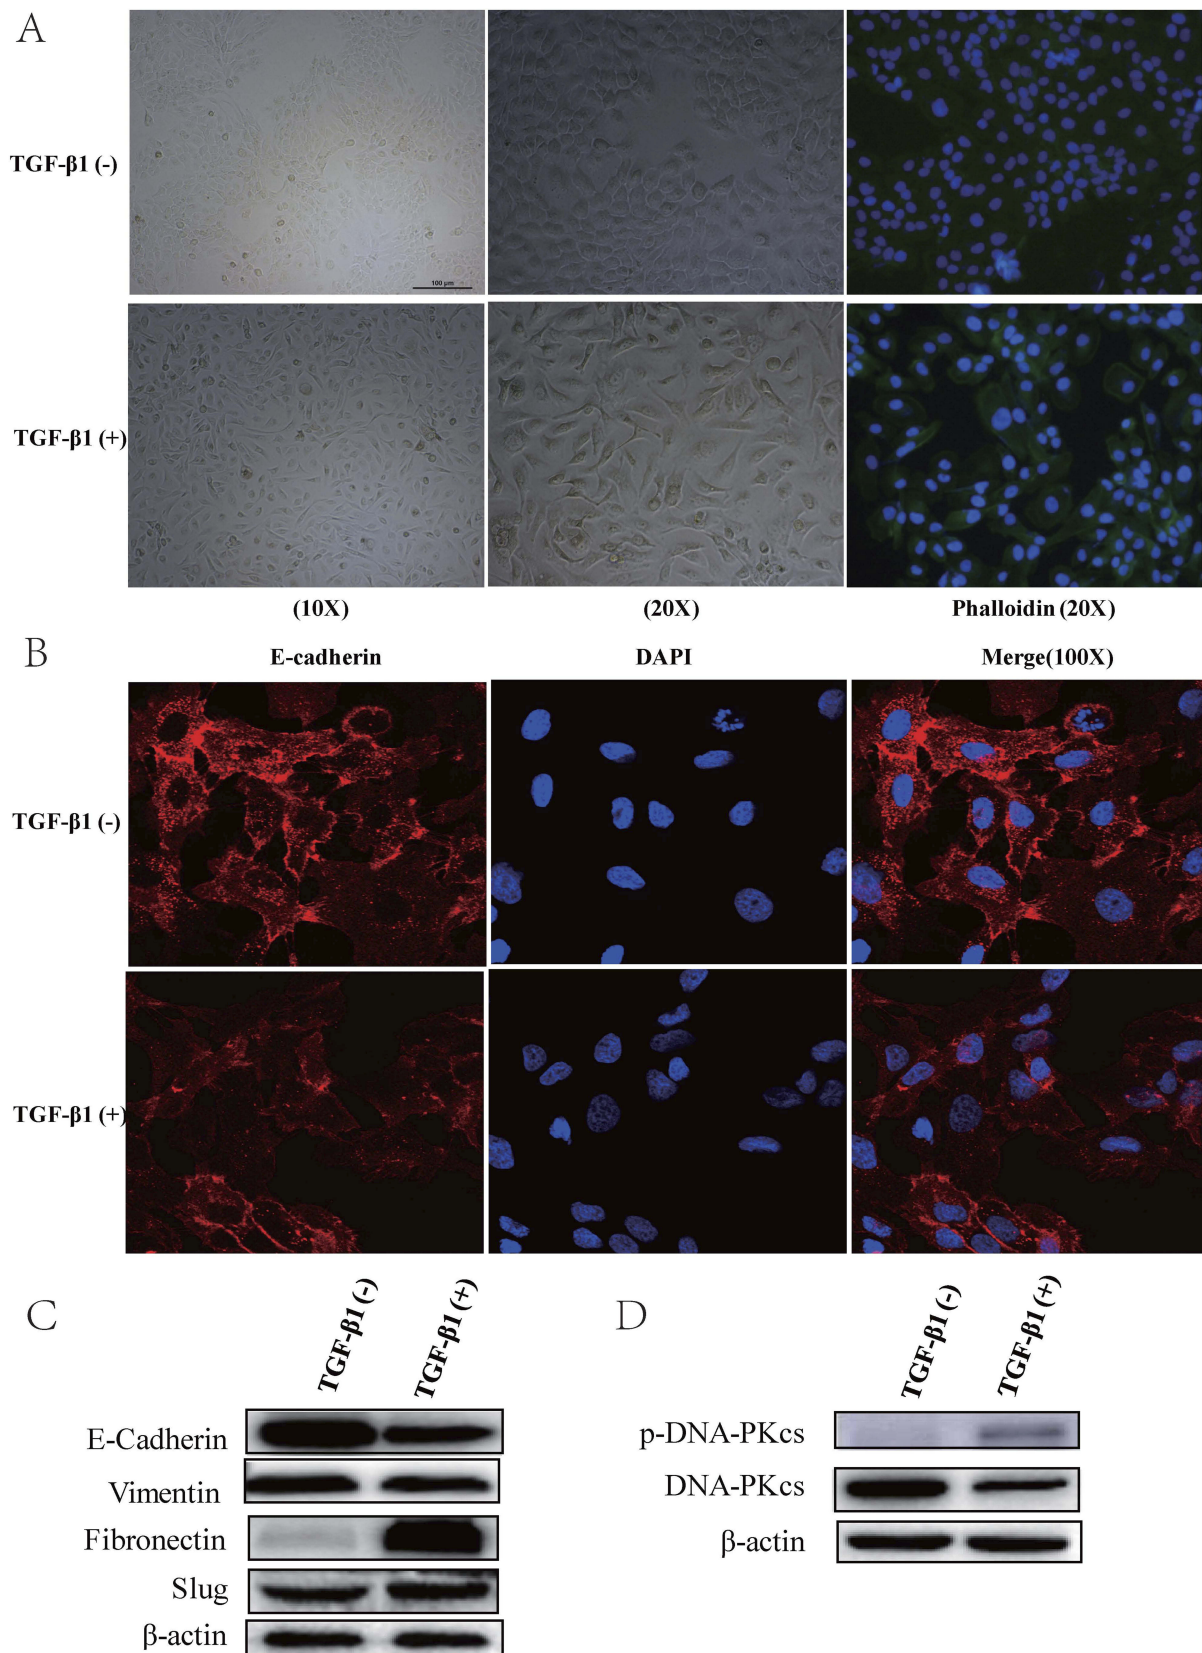 A
TGF-β1 (-)
100 μm
TGF-β1 (+)
(10X)
(20X)
Phalloidin (20X)
B
E-cadherin
DAPI
Merge(100X)
TGF-β1 (-)
TGF-β1 (+)
C
TGF-β1 (-)
TGF-β1 (+)
E-Cadherin
Vimentin
Fibronectin
Slug
β-actin
D
TGF-β1 (-)
TGF-β1 (+)
p-DNA-PKcs
DNA-PKcs
β-actin